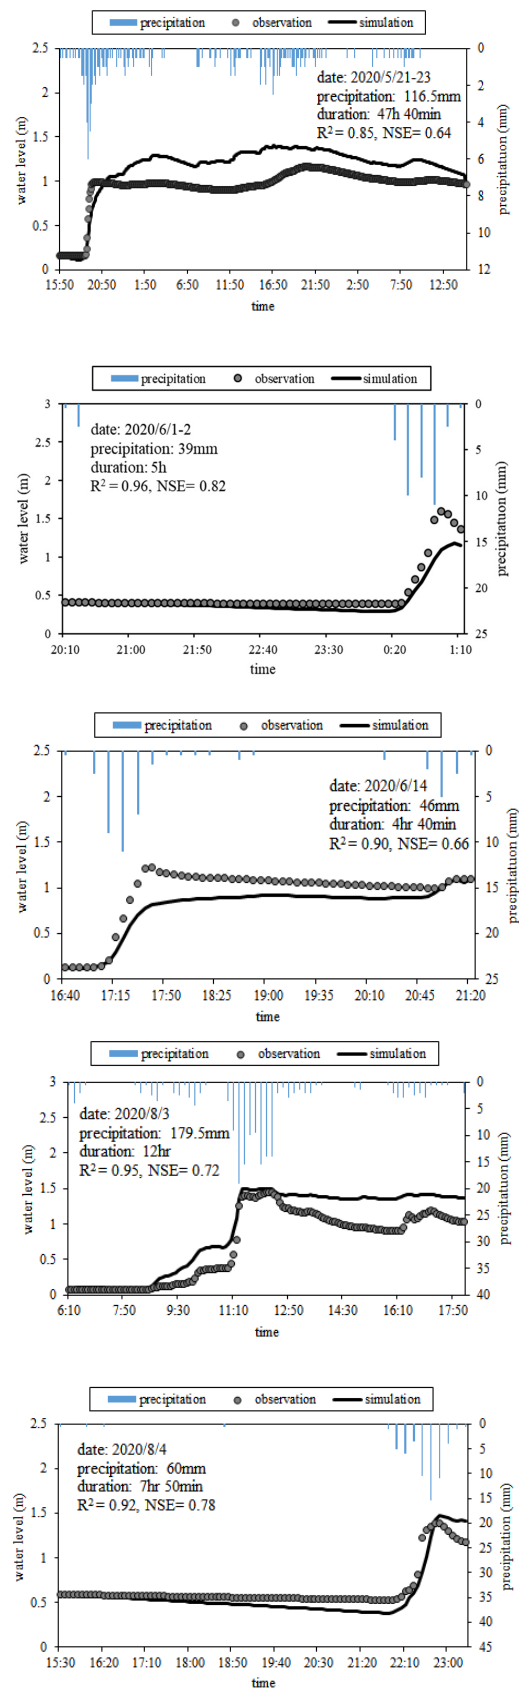 precipitation observation simulation
2.5 2 1.5 1 0.5 0
water level (m)
date: 2020/5/21-23
precipitation: 116.5mm
duration: 47h 40min
R2 = 0.85, NSE= 0.64
0 2 4 6 8 10 12
precipitatuon (mm)
15:50 20:50 1:50 6:50 11:50 16:50 21:50 2:50 7:50 12:50
time
precipitation observation simulation
3 2.5 2 1.5 1 0.5 0
water level (m)
date: 2020/6/1-2
precipitation: 39mm
duration: 5h
R2 = 0.96, NSE= 0.82
0 5 10 15 20 25
precipitatuon (mm)
20:10 21:00 21:50 22:40 23:30 0:20 1:10
time
precipitation observation simulation
2.5 2 1.5 1 0.5 0
water level (m)
date: 2020/6/14
precipitation: 46mm
duration: 4hr 40min
R2 = 0.90, NSE= 0.66
0 5 10 15 20 25
precipitatuon (mm)
16:40 17:15 17:50 18:25 19:00 19:35 20:10 20:45 21:20
time
precipitation observation simulation
3 2.5 2 1.5 1 0.5 0
water level (m)
date: 2020/8/3
precipitation: 179.5mm
duration: 12hr
R2 = 0.95, NSE= 0.72
0 5 10 15 20 25 30 35 40
precipitatuon (mm)
6:10 7:50 9:30 11:10 12:50 14:30 16:10 17:50
time
precipitation observation simulation
2.5 2 1.5 1 0.5 0
water level (m)
date: 2020/8/4
precipitation: 60mm
duration: 7hr 50min
R2 = 0.92, NSE= 0.78
0 5 10 15 20 25 30 35 40 45
precipitatuon (mm)
15:30 16:20 17:10 18:00 18:50 19:40 20:30 21:20 22:10 23:00
time